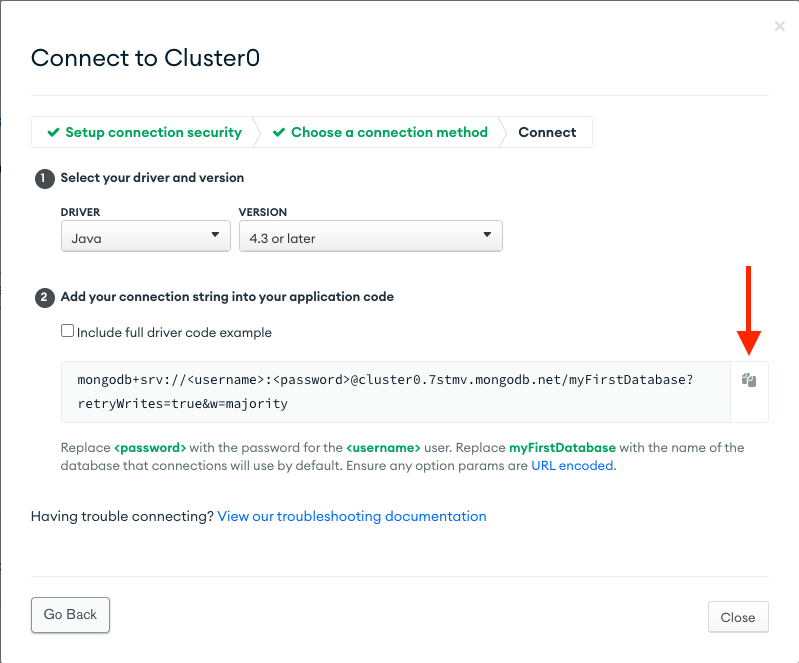 Connect to Cluster0
Setup connection security
Choose a connection method
Connect
1 Select your driver and version
DRIVER
VERSION
Java
4.3 or later
2 Add your connection string into your application code
Include full driver code example
mongodb+srv://<username>:<password>@cluster0.7stmv.mongodb.net/myFirstDatabase?
retryWrites=true&w=majority
Replace <password> with the password for the <username> user. Replace myFirstDatabase with the name of the
database that connections will use by default. Ensure any option params are URL encoded.
Having trouble connecting? View our troubleshooting documentation
Go Back
Close